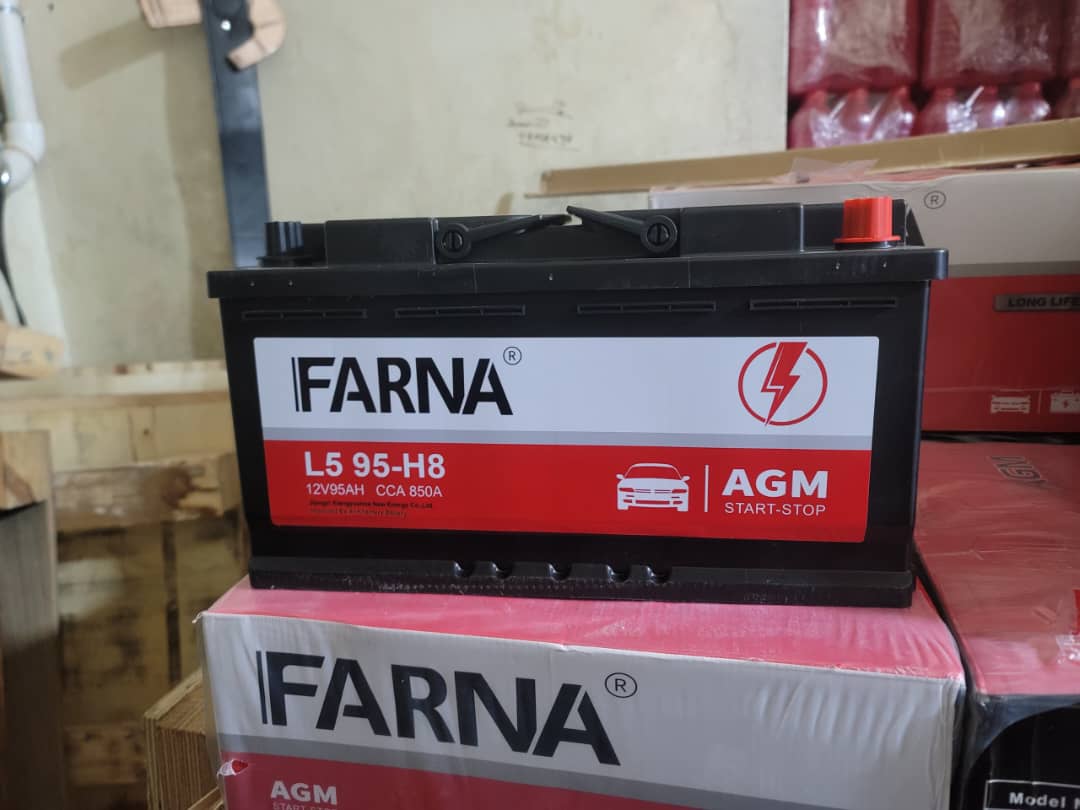 ®
LONG LIFE
FARNA®
L5 95-H8
12V95AH CCA 850A
AGM
START-STOP
FARNA®
AGM
Model